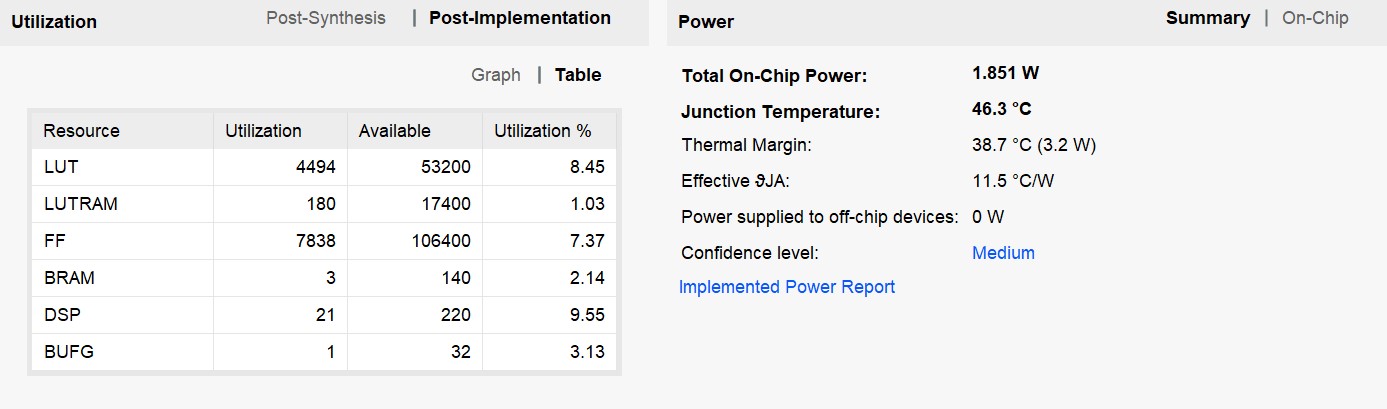 Utilization Post-Synthesis | Post-Implementation
Graph | Table
Resource Utilization Available Utilization %
LUT 4494 53200 8.45
LUTRAM 180 17400 1.03
FF 7838 106400 7.37
BRAM 3 140 2.14
DSP 21 220 9.55
BUFG 1 32 3.13
Power Summary | On-Chip
Total On-Chip Power: 1.851 W
Junction Temperature: 46.3 °C
Thermal Margin: 38.7 °C (3.2 W)
Effective ϑJA: 11.5 °C/W
Power supplied to off-chip devices: 0 W
Confidence level: Medium
Implemented Power Report